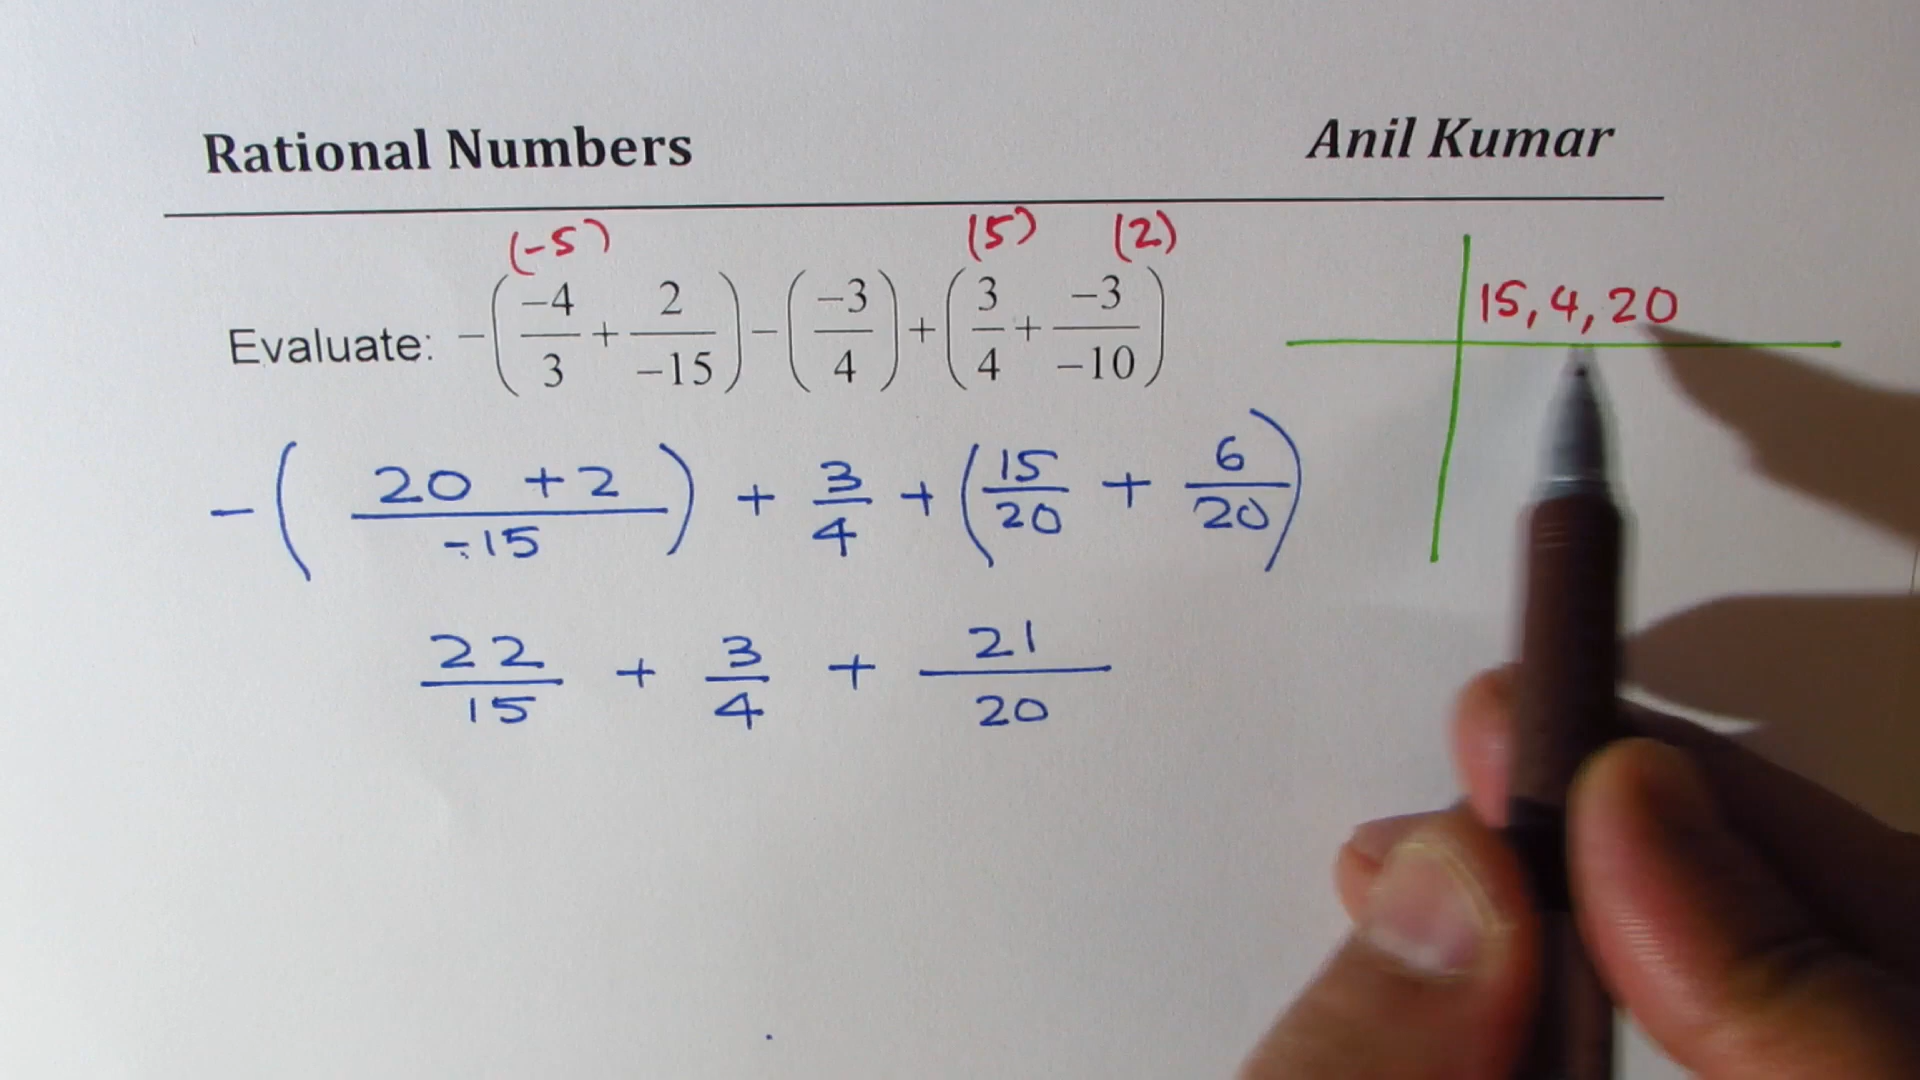 Rational Numbers Anil Kumar
(-5) (5) (2)
Evaluate: −(−4/3 + 2/−15) − (−3/4) + (3/4 + −3/−10)
15, 4, 20
-( 20 + 2 / -15 ) + 3/4 + ( 15/20 + 6/20 )
22/15 + 3/4 + 21/20